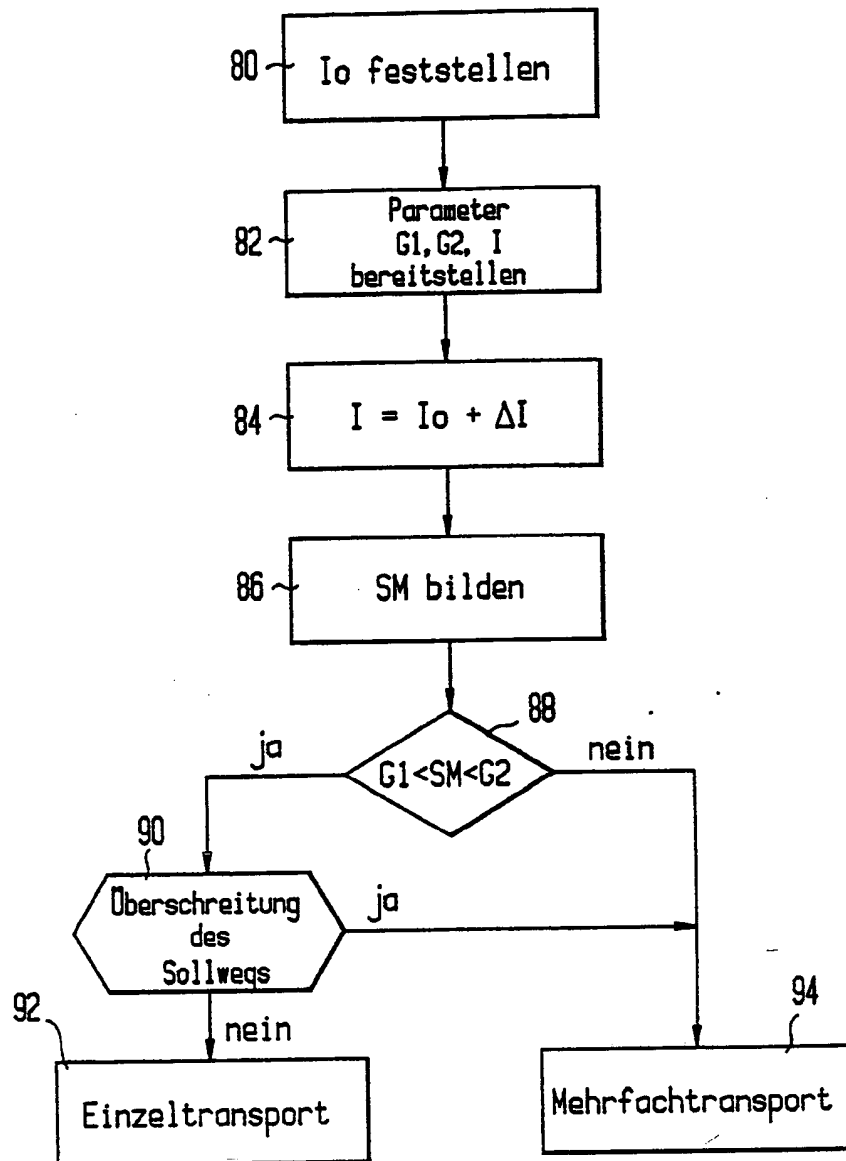 80
Io feststellen
82
Parameter
G1, G2, I
bereitstellen
84
I = Io + ΔI
86
SM bilden
88
ja
G1<SM<G2
nein
90
Überschreitung
des
Sollwegs
ja
92
nein
94
Einzeltransport
Mehrfachtransport